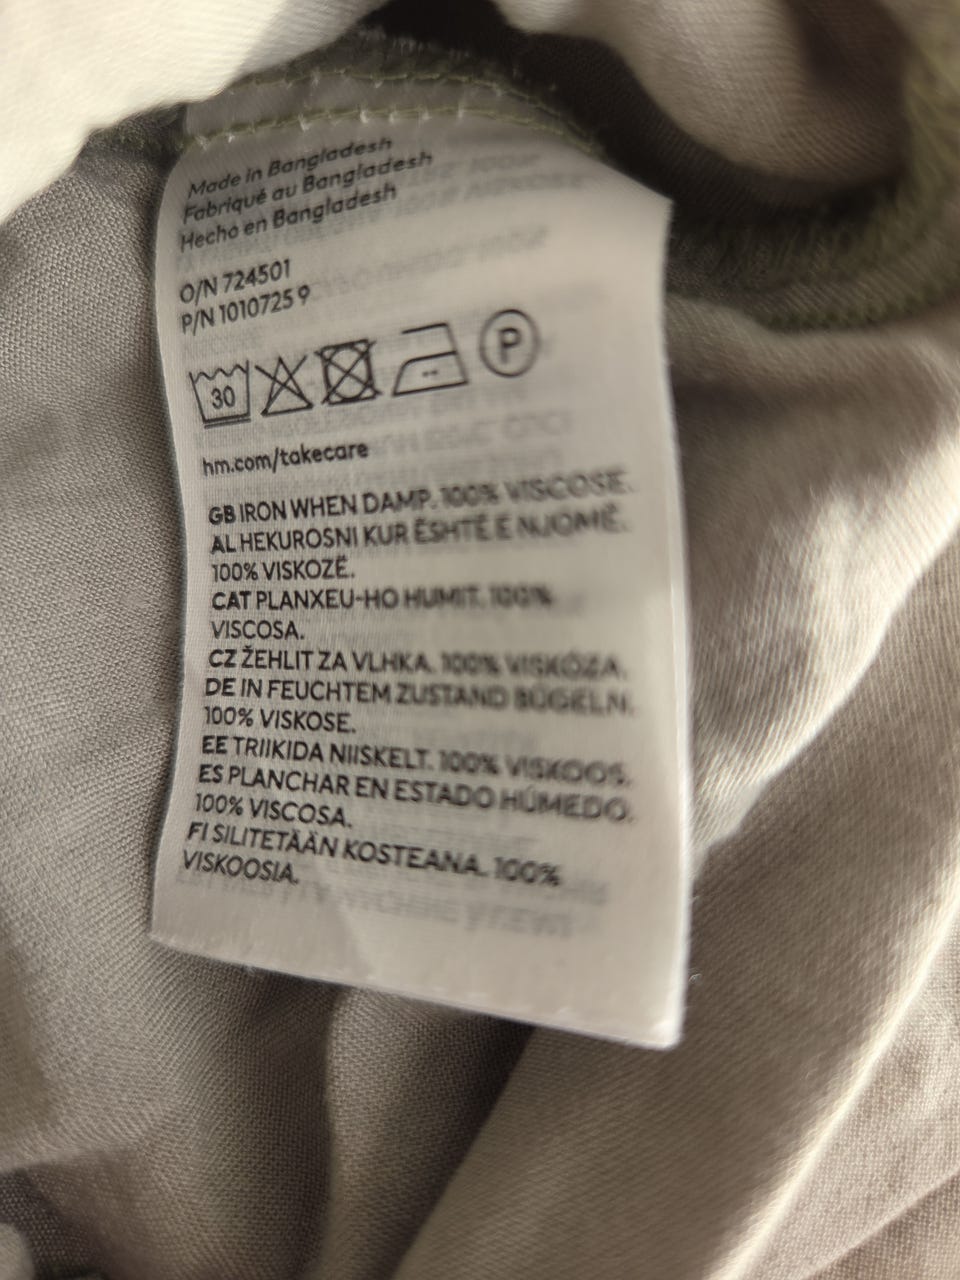 Made in Bangladesh
Fabriqué au Bangladesh
Hecho en Bangladesh
O/N 724501
P/N 1010725 9
30
P
hm.com/takecare
GB IRON WHEN DAMP. 100% VISCOSE.
AL HEKUROSNI KUR ËSHTË E NJOMË.
100% VISKOZË.
CAT PLANXEU-HO HUMIT. 100%
VISCOSA.
CZ ŽEHLIT ZA VLHKA. 100% VISKÓZA.
DE IN FEUCHTEM ZUSTAND BÜGELN.
100% VISKOSE.
EE TRIIKIDA NIISKELT. 100% VISKOOS.
ES PLANCHAR EN ESTADO HÚMEDO.
100% VISCOSA.
FI SILITETÄÄN KOSTEANA. 100%
VISKOOSIA.